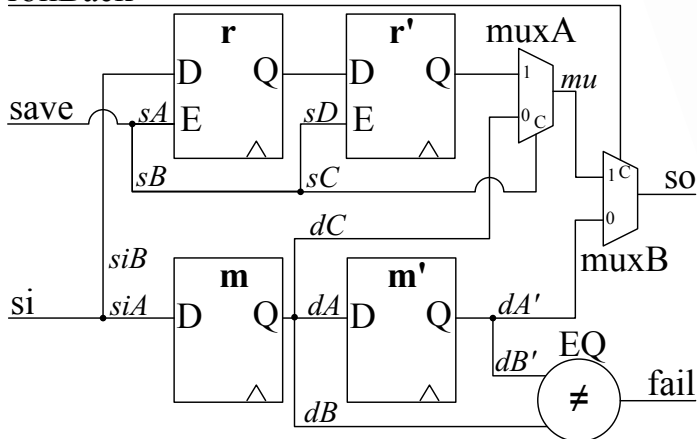 r r' muxA
D Q D Q 1 mu
save sA E sD E 0 C
sB sC 1 C so
dC 0
siB m m' muxB
si siA D Q dA D Q dA' EQ
dB' ≠ fail
dB